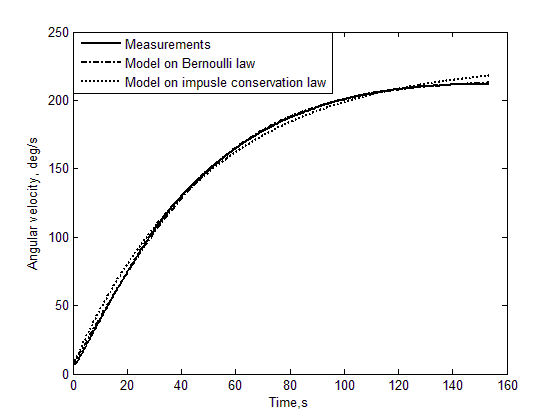 250
200
150
100
50
0
Angular velocity, deg/s
Measurements
Model on Bernoulli law
Model on impusle conservation law
0 20 40 60 80 100 120 140 160
Time,s